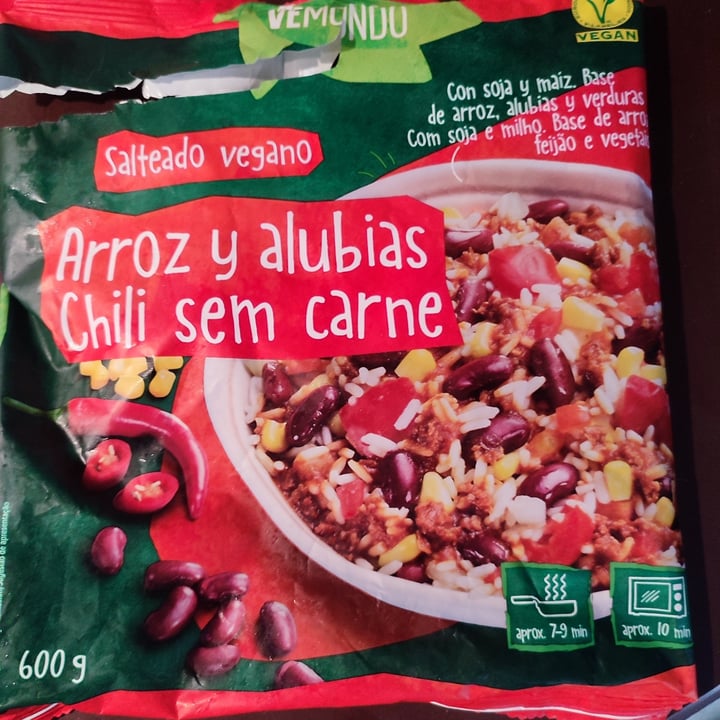 VEMONDO
VEGAN
Con soja y maíz. Base
de arroz, alubias y verduras
Com soja e milho. Base de arro
feijão e vegetai
Salteado vegano
Arroz y alubias
Chili sem carne
aprox. 7-9 min
aprox. 10 min
600 g